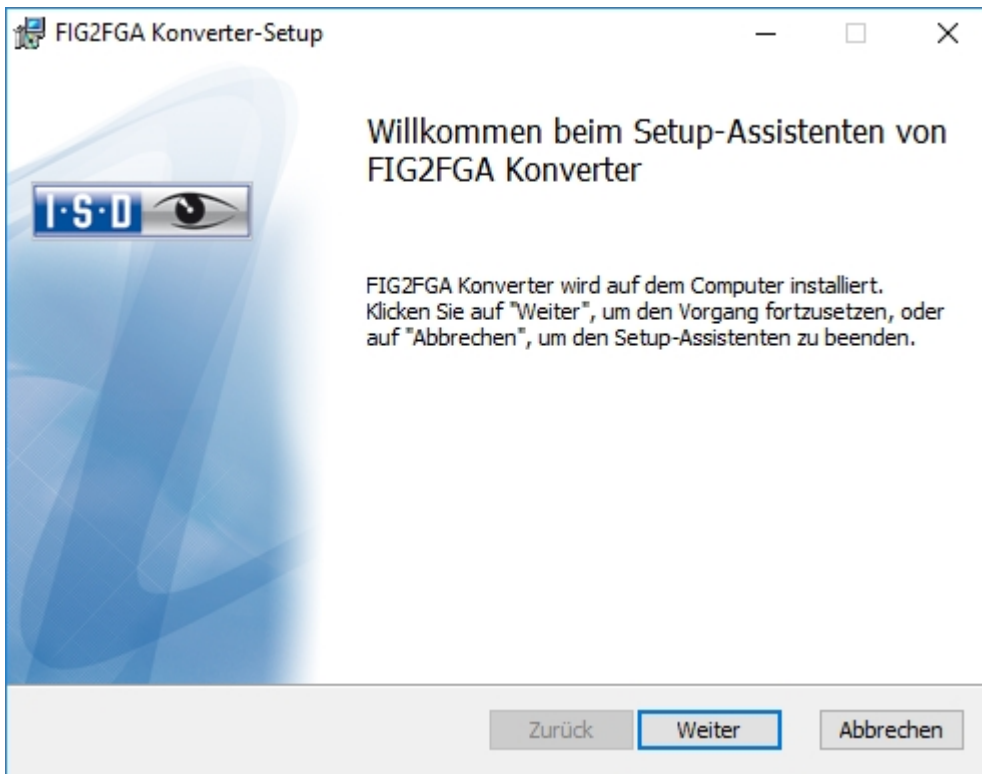 FIG2FGA Konverter-Setup
Willkommen beim Setup-Assistenten von
FIG2FGA Konverter
I·S·D
FIG2FGA Konverter wird auf dem Computer installiert.
Klicken Sie auf "Weiter", um den Vorgang fortzusetzen, oder
auf "Abbrechen", um den Setup-Assistenten zu beenden.
Zurück
Weiter
Abbrechen